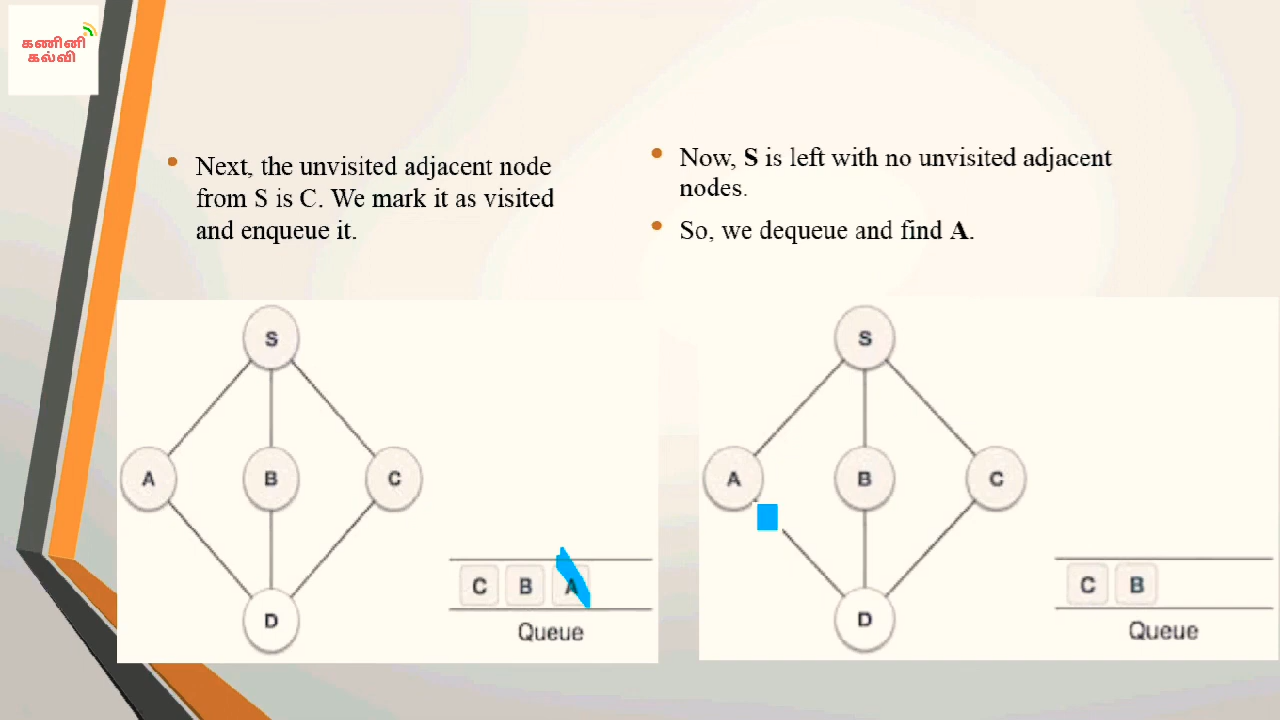 கணினி
கல்வி
Next, the unvisited adjacent node
from S is C. We mark it as visited
and enqueue it.
Now, S is left with no unvisited adjacent
nodes.
So, we dequeue and find A.
S
A B C
D
C B A
Queue
S
A B C
D
C B
Queue